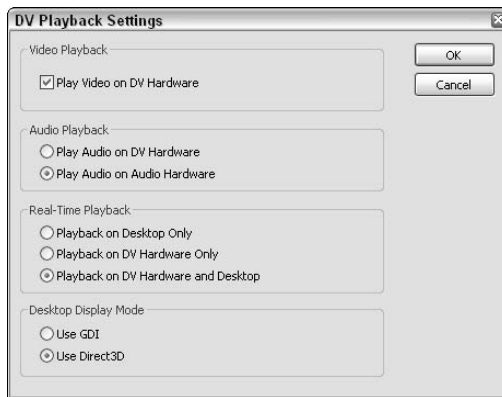 DV Playback Settings
Video Playback
Play Video on DV Hardware
OK
Cancel
Audio Playback
Play Audio on DV Hardware
Play Audio on Audio Hardware
Real-Time Playback
Playback on Desktop Only
Playback on DV Hardware Only
Playback on DV Hardware and Desktop
Desktop Display Mode
Use GDI
Use Direct3D